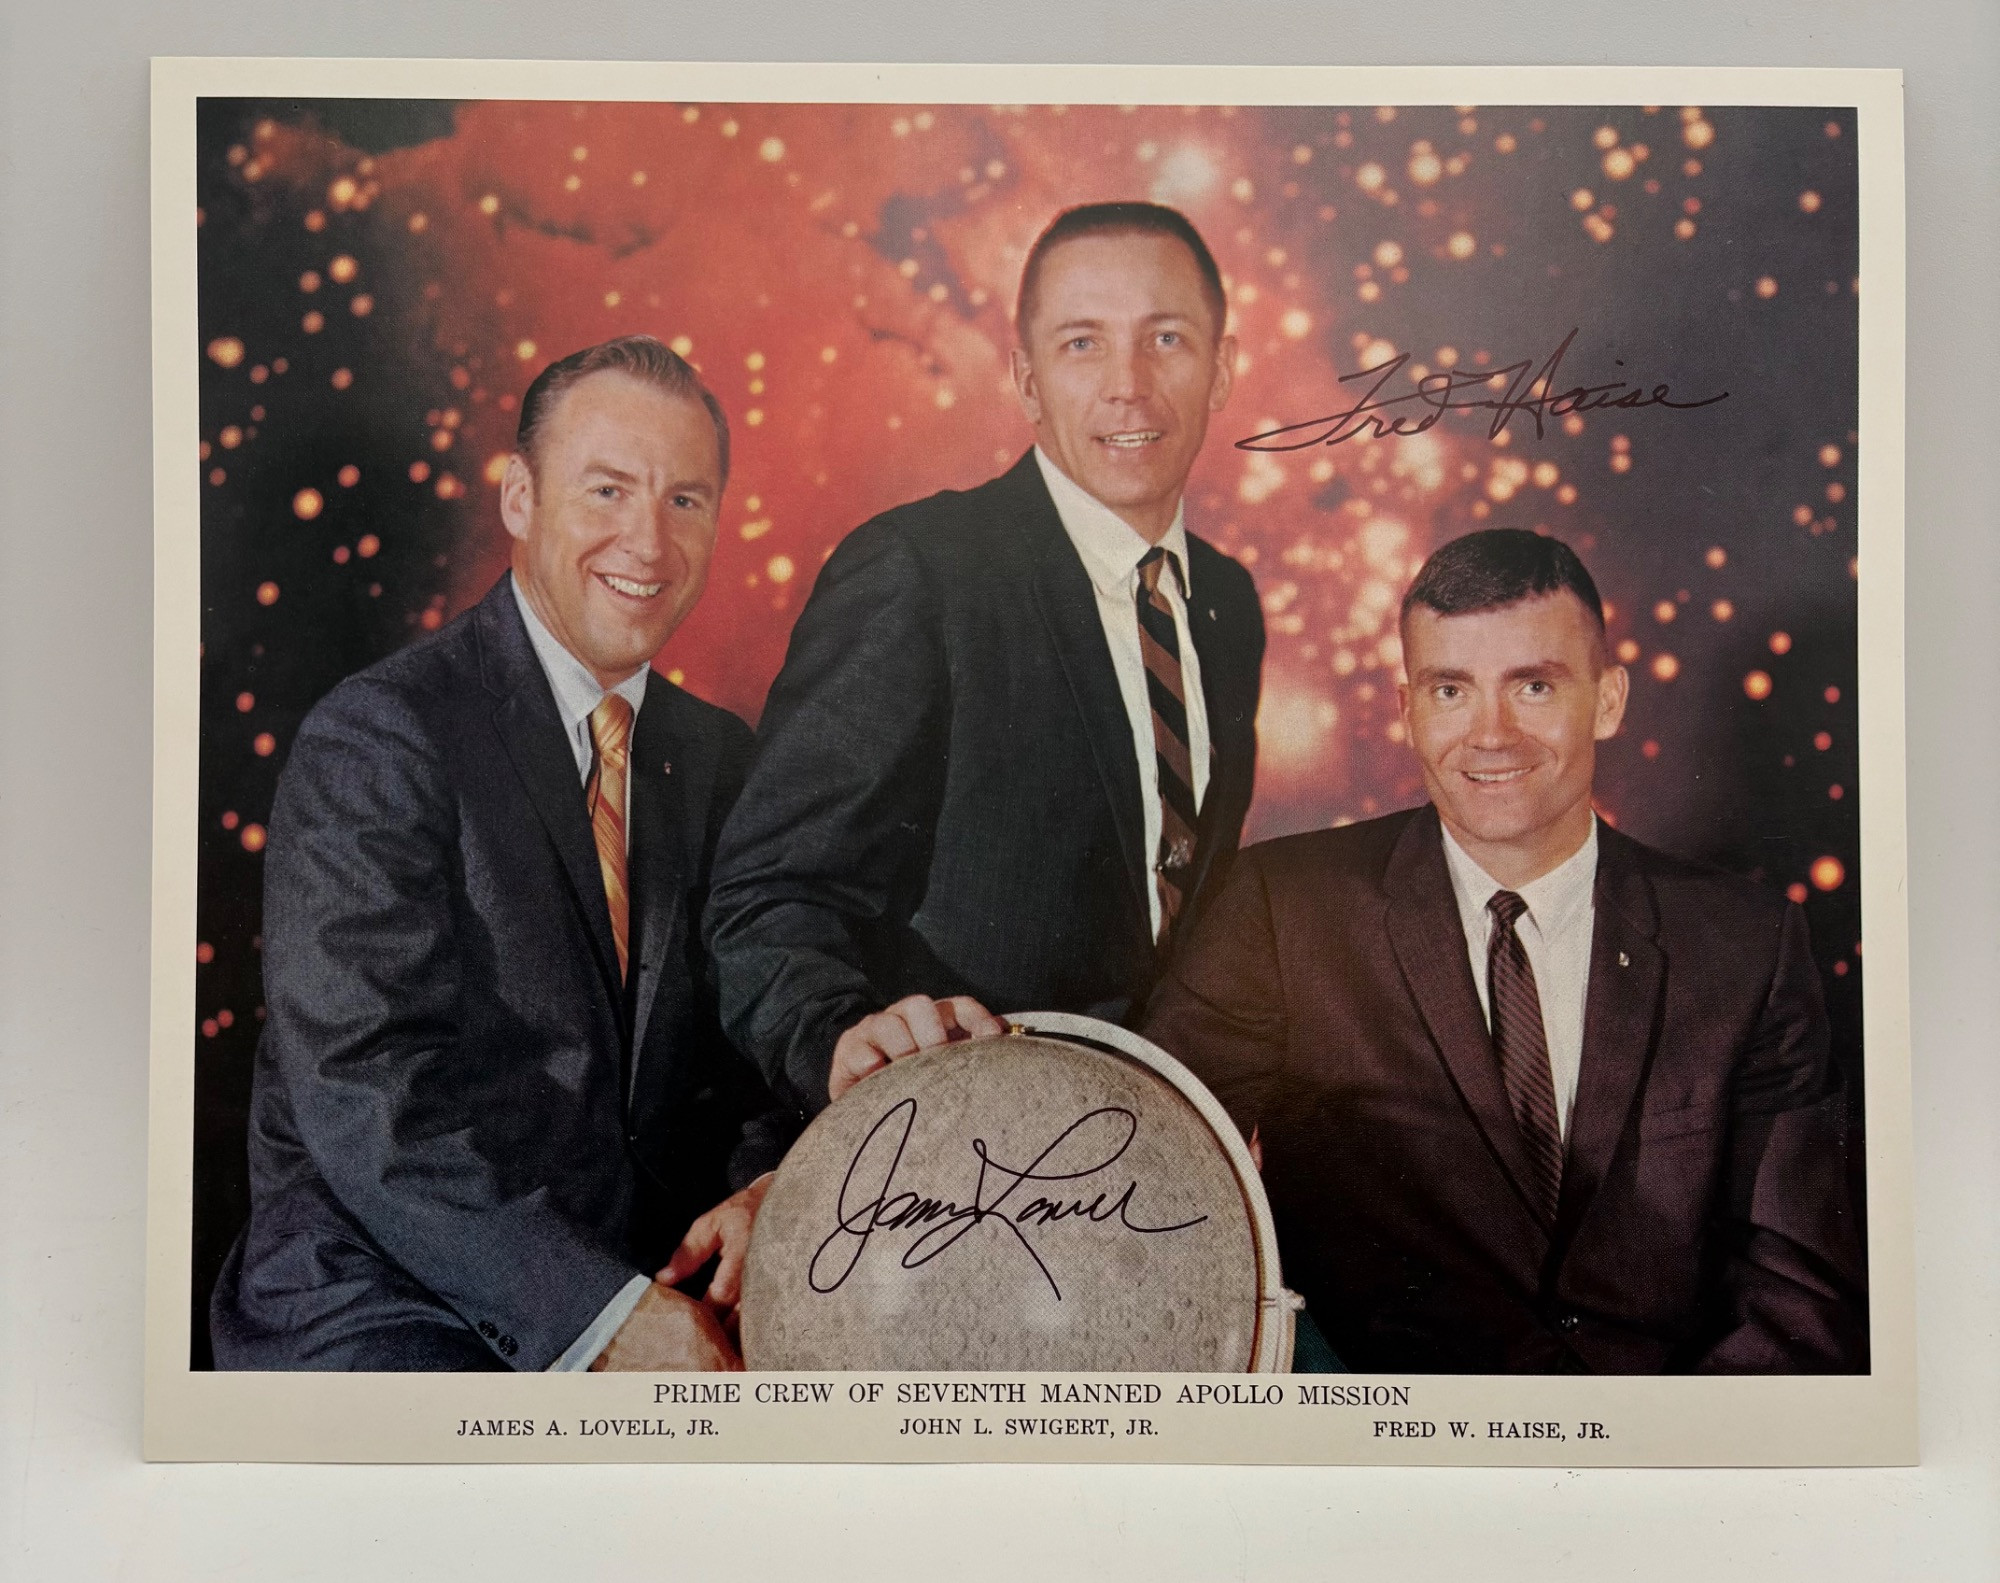 Fred Haise
James Lovell
PRIME CREW OF SEVENTH MANNED APOLLO MISSION
JAMES A. LOVELL, JR. JOHN L. SWIGERT, JR. FRED W. HAISE, JR.